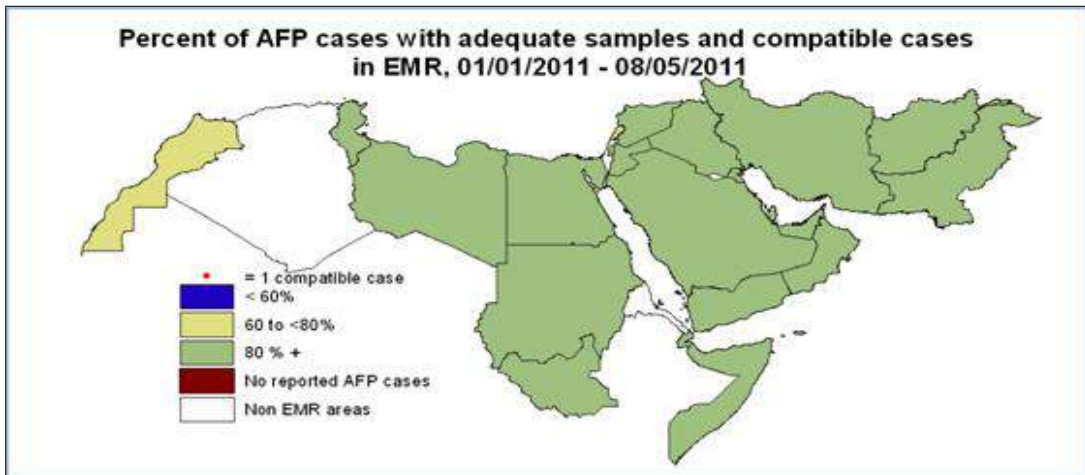 Percent of AFP cases with adequate samples and compatible cases
in EMR, 01/01/2011 - 08/05/2011
= 1 compatible case
< 60%
60 to <80%
80 % +
No reported AFP cases
Non EMR areas